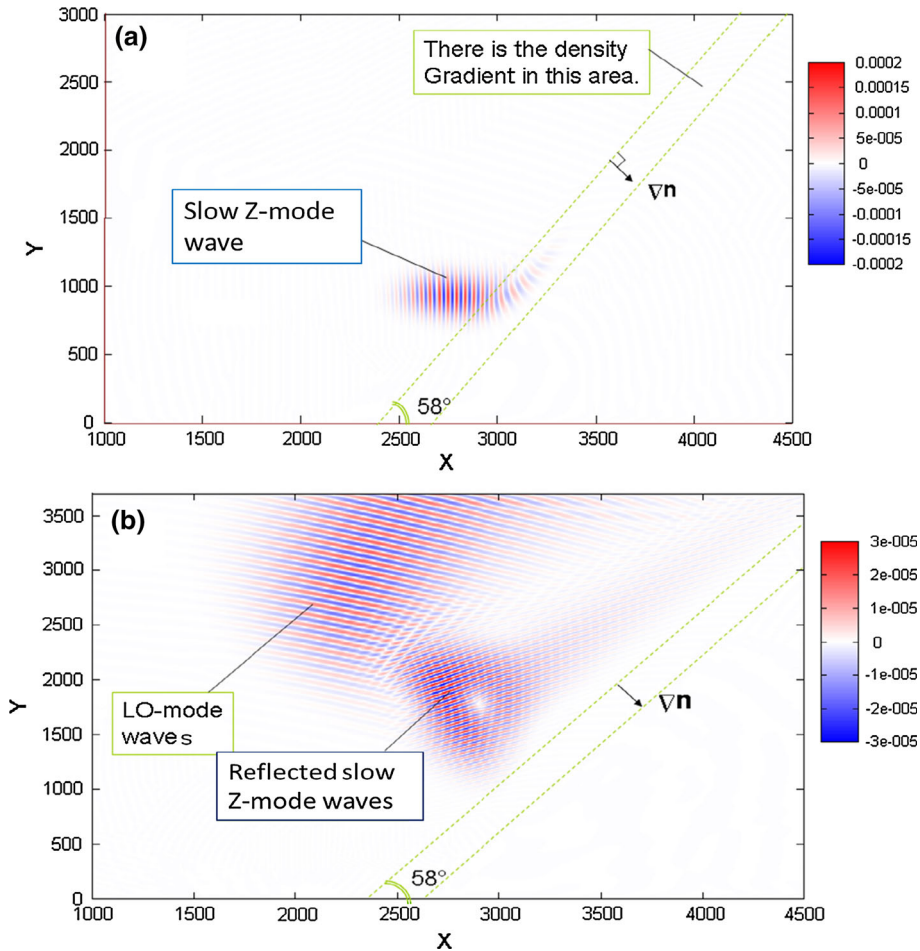 (a)
3000
2500
2000
1500
1000
500
0
Y
There is the density
Gradient in this area.
Slow Z-mode
wave
∇n
58°
1000
1500
2000
2500
3000
3500
4000
4500
X
0.0002
0.00015
0.0001
5e-005
0
-5e-005
-0.0001
-0.00015
-0.0002
(b)
3500
3000
2500
2000
1500
1000
500
0
Y
LO-mode
waves
Reflected slow
Z-mode waves
∇n
58°
1000
1500
2000
2500
3000
3500
4000
4500
X
3e-005
2e-005
1e-005
0
-1e-005
-2e-005
-3e-005